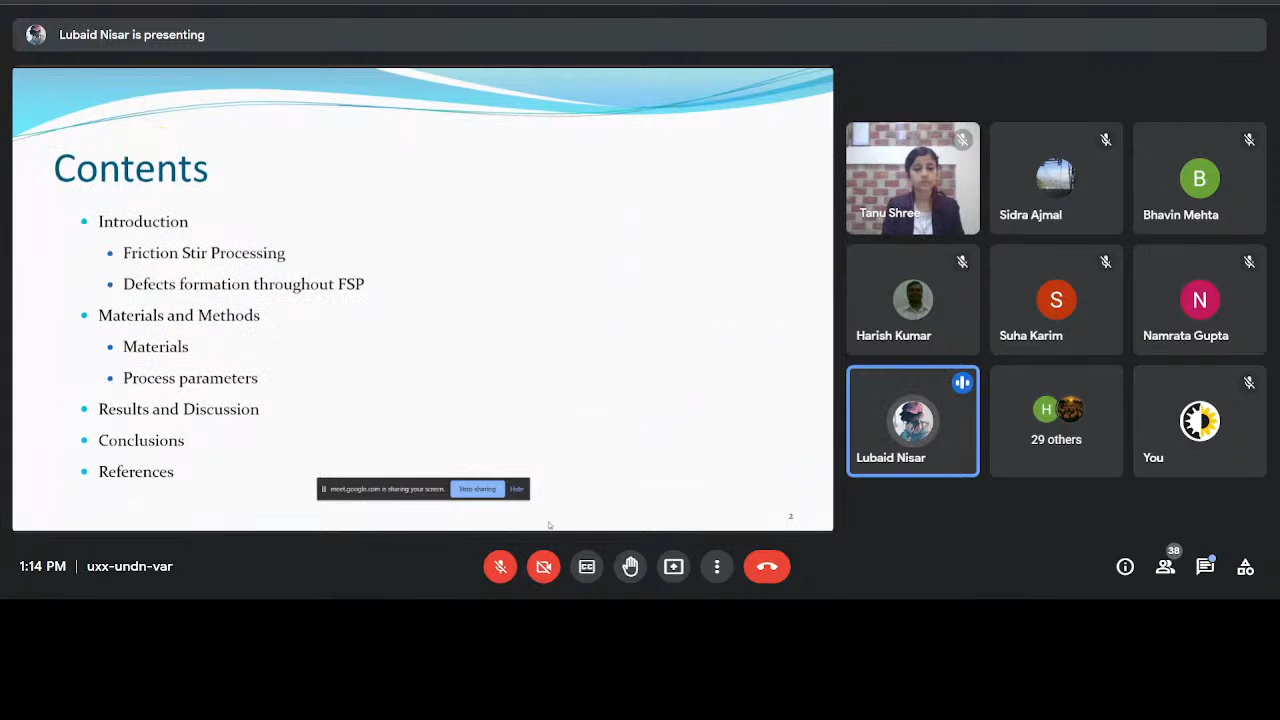 Lubaid Nisar is presenting
Contents
Introduction
Friction Stir Processing
Defects formation throughout FSP
Materials and Methods
Materials
Process parameters
Results and Discussion
Conclusions
References
meet.google.com is sharing your screen. Stop sharing Hide
2
Tanu Shree
Sidra Ajmal
B
Bhavin Mehta
Harish Kumar
S
Suha Karim
N
Namrata Gupta
Lubaid Nisar
H
29 others
You
1:14 PM | uxx-undn-var
CC
38